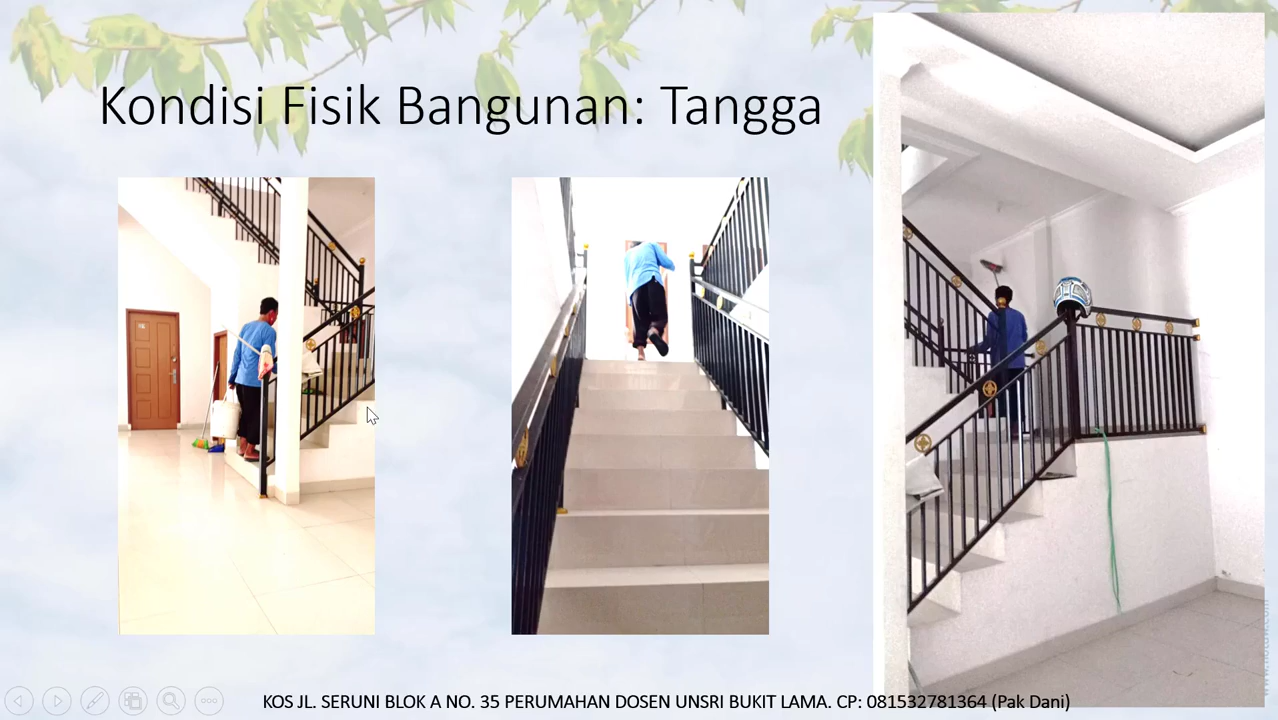 Kondisi Fisik Bangunan: Tangga
KOS JL. SERUNI BLOK A NO. 35 PERUMAHAN DOSEN UNSRI BUKIT LAMA. CP: 081532781364 (Pak Dani)